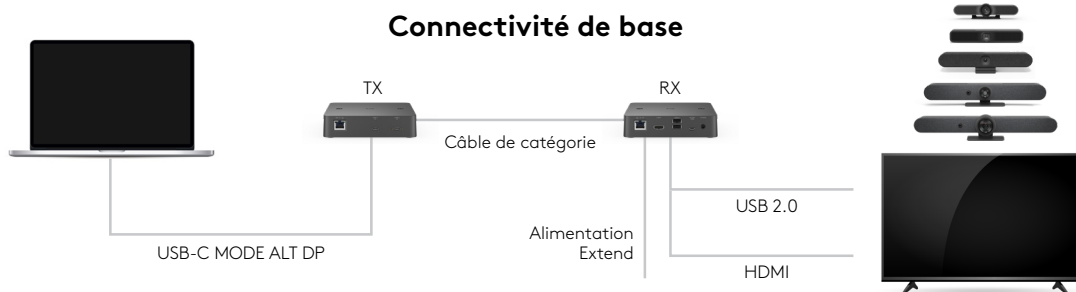 Connectivité de base
TX
RX
Câble de catégorie
USB 2.0
Alimentation
Extend
USB-C MODE ALT DP
HDMI